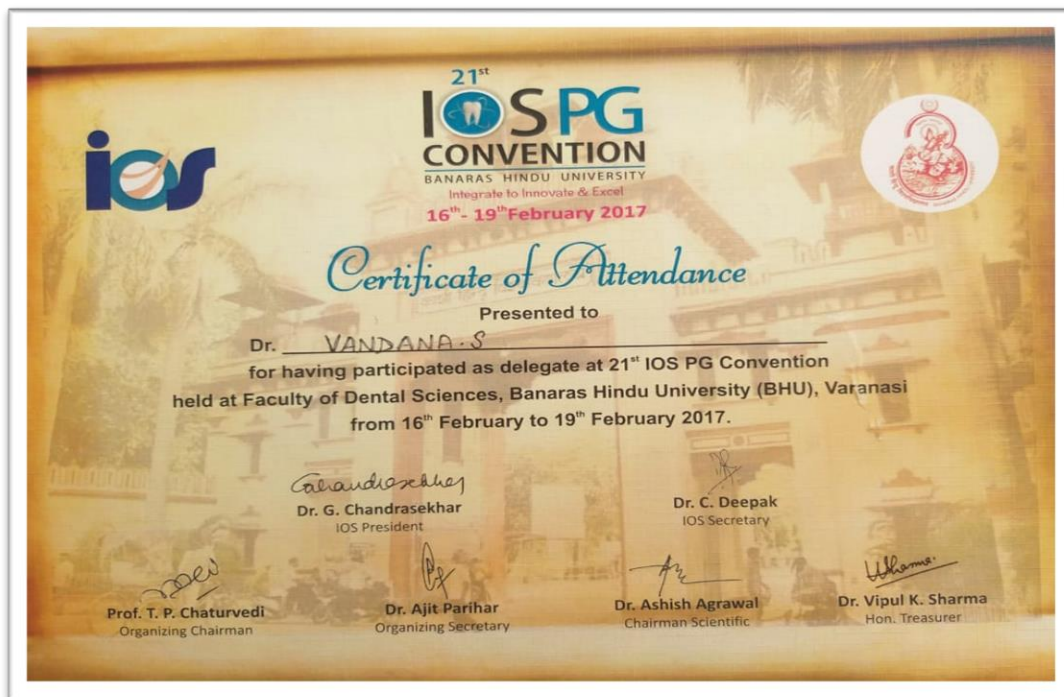 21st
IOS PG
CONVENTION
BANARAS HINDU UNIVERSITY
Integrate to Innovate & Excel
16th- 19th February 2017
ios
Certificate of Attendance
Presented to
Dr. VANDANA.S
for having participated as delegate at 21st IOS PG Convention
held at Faculty of Dental Sciences, Banaras Hindu University (BHU), Varanasi
from 16th February to 19th February 2017.
Gchandrasekhar
Dr. G. Chandrasekhar
IOS President
Dr. C. Deepak
IOS Secretary
Prof. T. P. Chaturvedi
Organizing Chairman
Dr. Ajit Parihar
Organizing Secretary
Dr. Ashish Agrawal
Chairman Scientific
Dr. Vipul K. Sharma
Hon. Treasurer